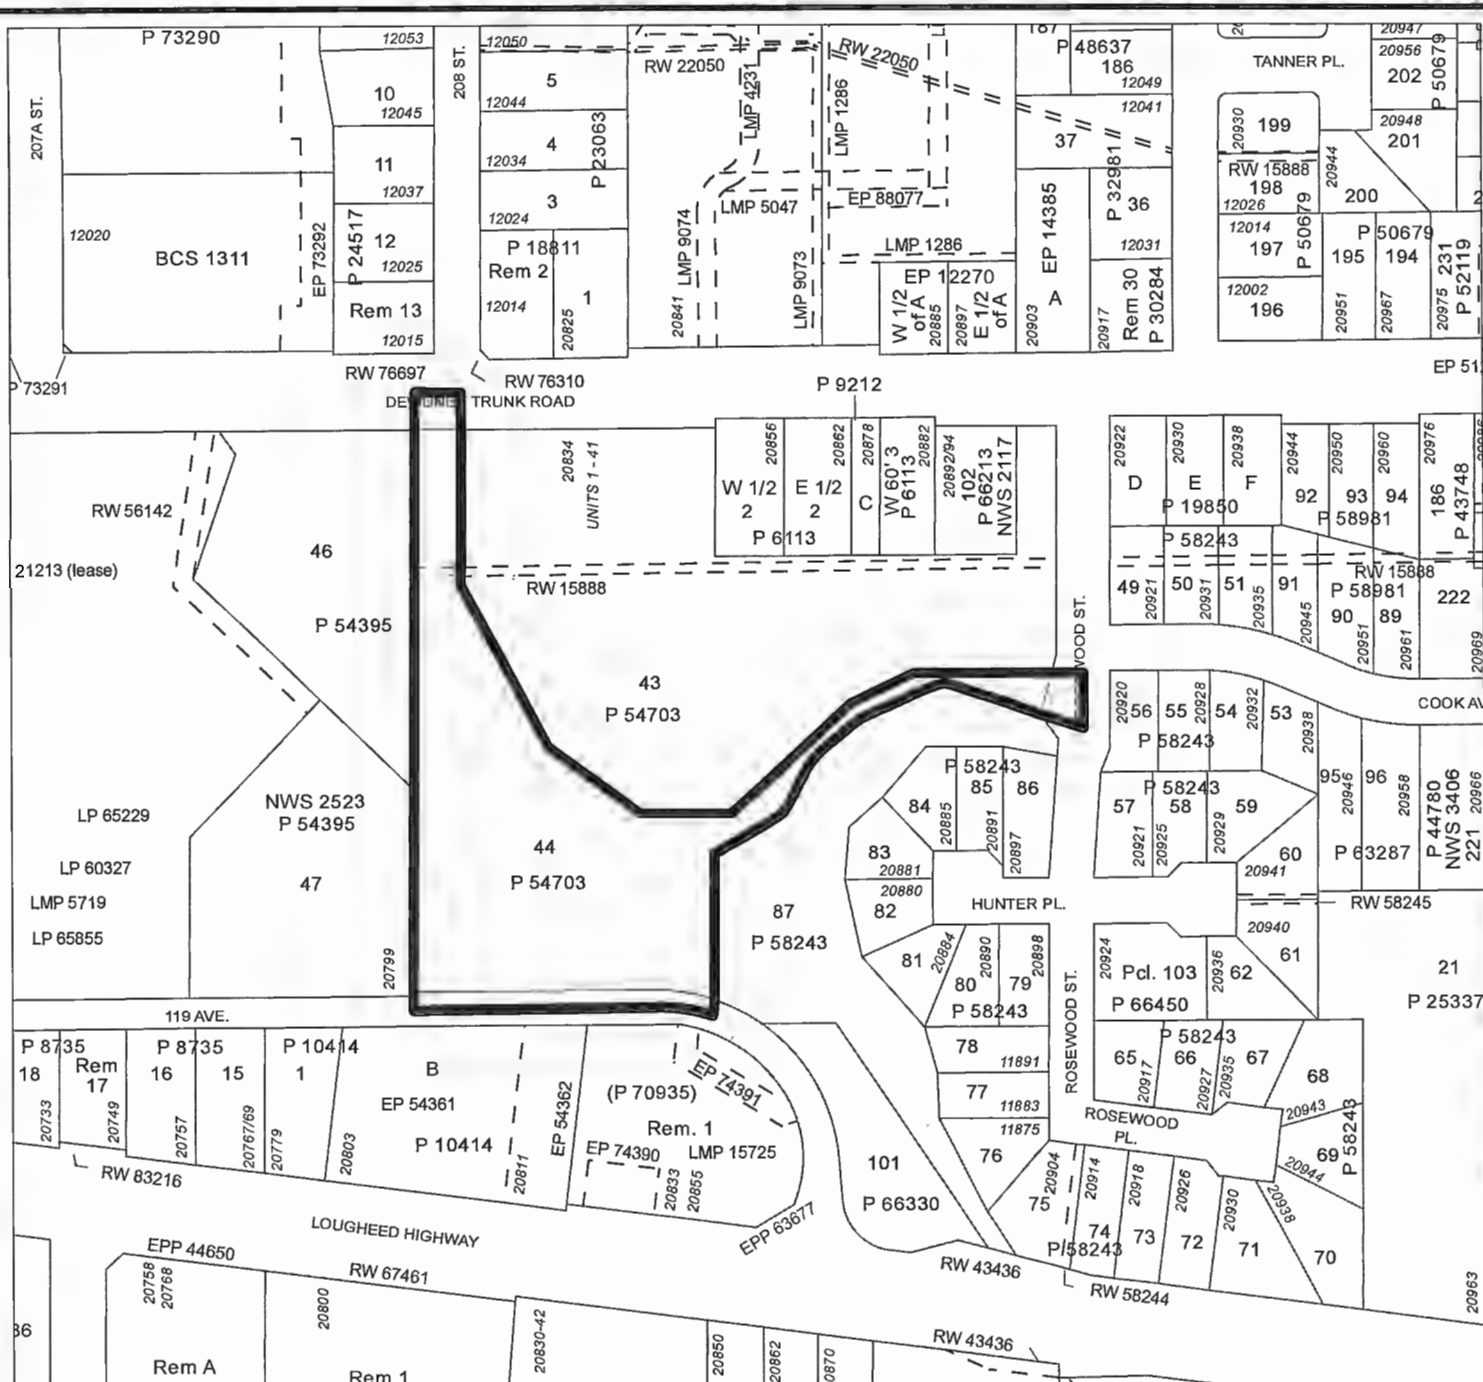 P 73290
12053
207A ST.
12020
BCS 1311
EP 73292
10
12045
11
12037
P 24517
12
12025
Rem 13
12015
208 ST.
12050
5
12044
4
12034
P 23063
3
12024
P 18811
Rem 2
12014
1
20825
RW 22050
LMP 4231
LMP 5047
LMP 9074
20841
LMP 9073
RW 22050
LMP 1286
EP 88077
LMP 1286
EP 12270
W 1/2
of A
20885
20897
E 1/2
of A
187
P 48637
186
12049
12041
37
EP 14385
A
20903
P 32981
36
12031
20917
Rem 30
P 30284
TANNER PL.
20930
199
RW 15888
198
12026
12014
197
P 50679
12002
196
20944
200
P 50679
195
194
20951
20967
20947
20956
202
P 50679
20948
201
231
P 52119
20975
P 73291
RW 76697
RW 76310
DEWDNEY TRUNK ROAD
P 9212
EP 51
RW 56142
46
21213 (lease)
P 54395
20834
UNITS 1 - 41
RW 15888
20856
W 1/2
2
20862
E 1/2
2
P 6113
20878
C
W 60' 3
P 6113
20882
20892/94
102
P 66213
NWS 2117
20922
D
20930
E
20938
F
P 19850
20944
92
20950
93
20960
94
P 58981
20976
186
P 43748
P 58243
49
20921
50
20931
51
20935
91
20945
RW 15888
P 58981
90
20951
89
20961
222
20969
WOOD ST.
43
P 54703
COOK AV
20920
56
55
20928
54
20932
53
20938
P 58243
LP 65229
NWS 2523
P 54395
LP 60327
47
LMP 5719
LP 65855
20799
44
P 54703
87
P 58243
P 58243
84
20885
85
20891
86
20897
83
20881
20880
82
81
20884
HUNTER PL.
80
20890
79
20898
P 58243
P 58243
57
20921
58
20925
59
20929
60
20941
95
20946
96
20958
P 63287
P 44780
NWS 3406
221
20966
RW 58245
20924
Pcl. 103
P 66450
20936
62
20940
61
21
P 25337
ROSEWOOD ST.
78
11891
77
11883
11875
76
P 58243
65
20917
66
20927
20935
67
68
20943
69
20944
P 58243
ROSEWOOD
PL.
119 AVE.
P 8735
18
20733
Rem
17
20749
P 8735
16
20757
15
20767/69
P 10414
1
20779
20803
B
EP 54361
P 10414
20811
EP 54362
(P 70935)
EP 74391
Rem. 1
EP 74390
LMP 15725
20833
20855
101
P 66330
EPP 63677
75
20904
20914
74
20918
73
20926
72
20930
71
20938
70
P 58243
RW 83216
LOUGHEED HIGHWAY
RW 43436
RW 58244
EPP 44650
RW 67461
20758
20768
20800
20830-42
20850
20862
20870
RW 43436
20963
Rem A
Rem 1